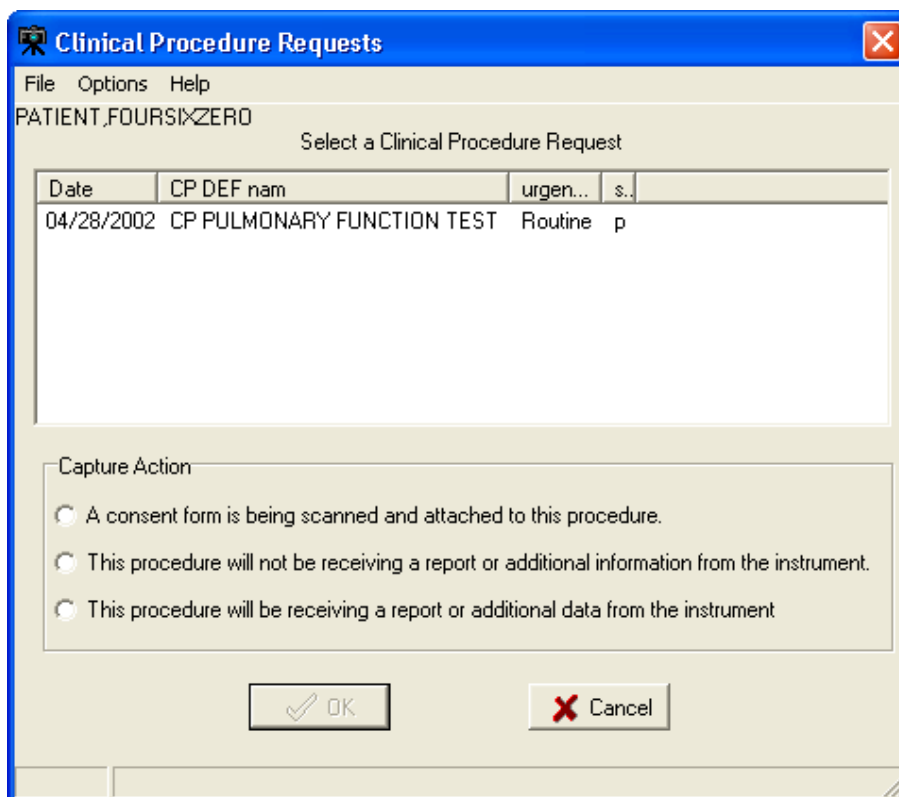 Clinical Procedure Requests
File Options Help
PATIENT,FOURSIXZERO
Select a Clinical Procedure Request
Date CP DEF nam urgen... s..
04/28/2002 CP PULMONARY FUNCTION TEST Routine p
Capture Action
A consent form is being scanned and attached to this procedure.
This procedure will not be receiving a report or additional information from the instrument.
This procedure will be receiving a report or additional data from the instrument
OK Cancel